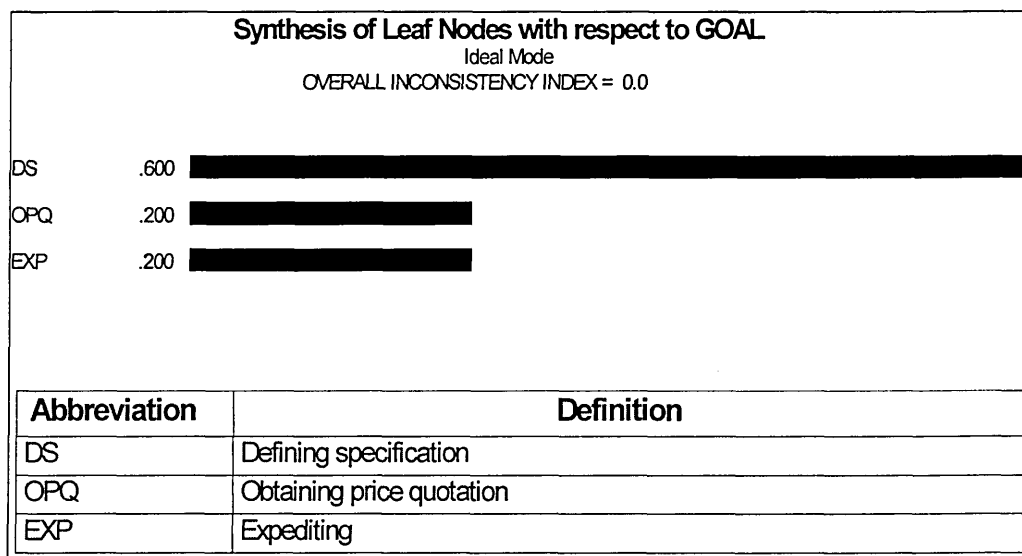 Synthesis of Leaf Nodes with respect to GOAL
Ideal Mode
OVERALL INCONSISTENCY INDEX = 0.0
DS .600
OPQ .200
EXP .200
Abbreviation Definition
DS Defining specification
OPQ Obtaining price quotation
EXP Expediting